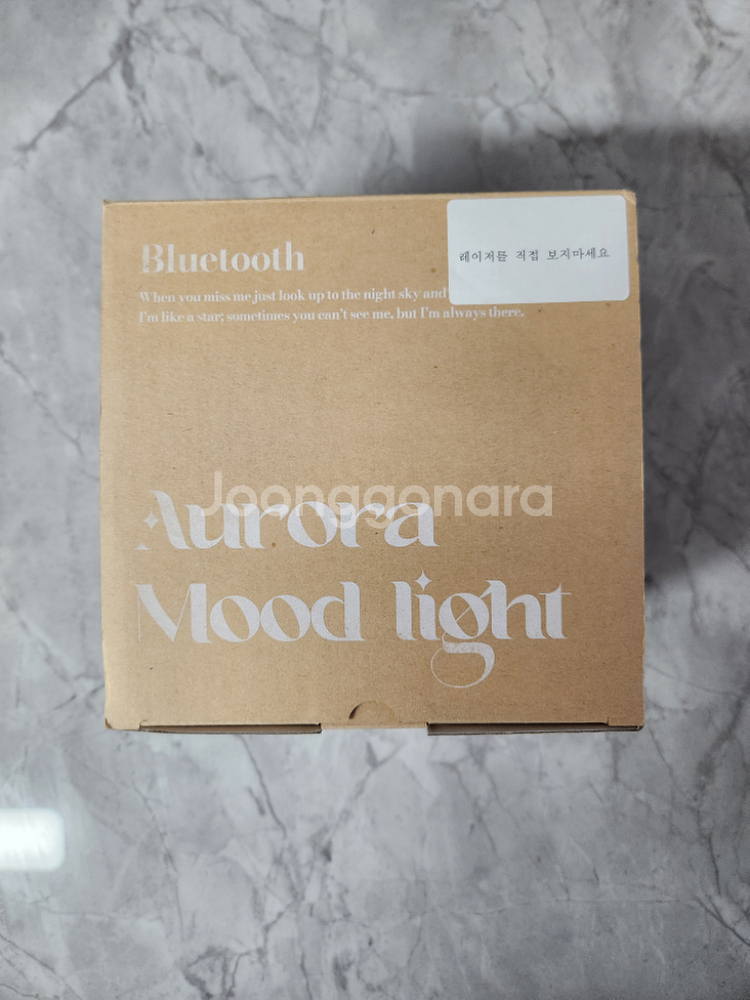 Bluetooth
레이저를 직접 보지마세요
When you miss me just look up to the night sky and
I'm like a star; sometimes you can't see me, but I'm always there.
Joonggonara
Aurora
Mood light